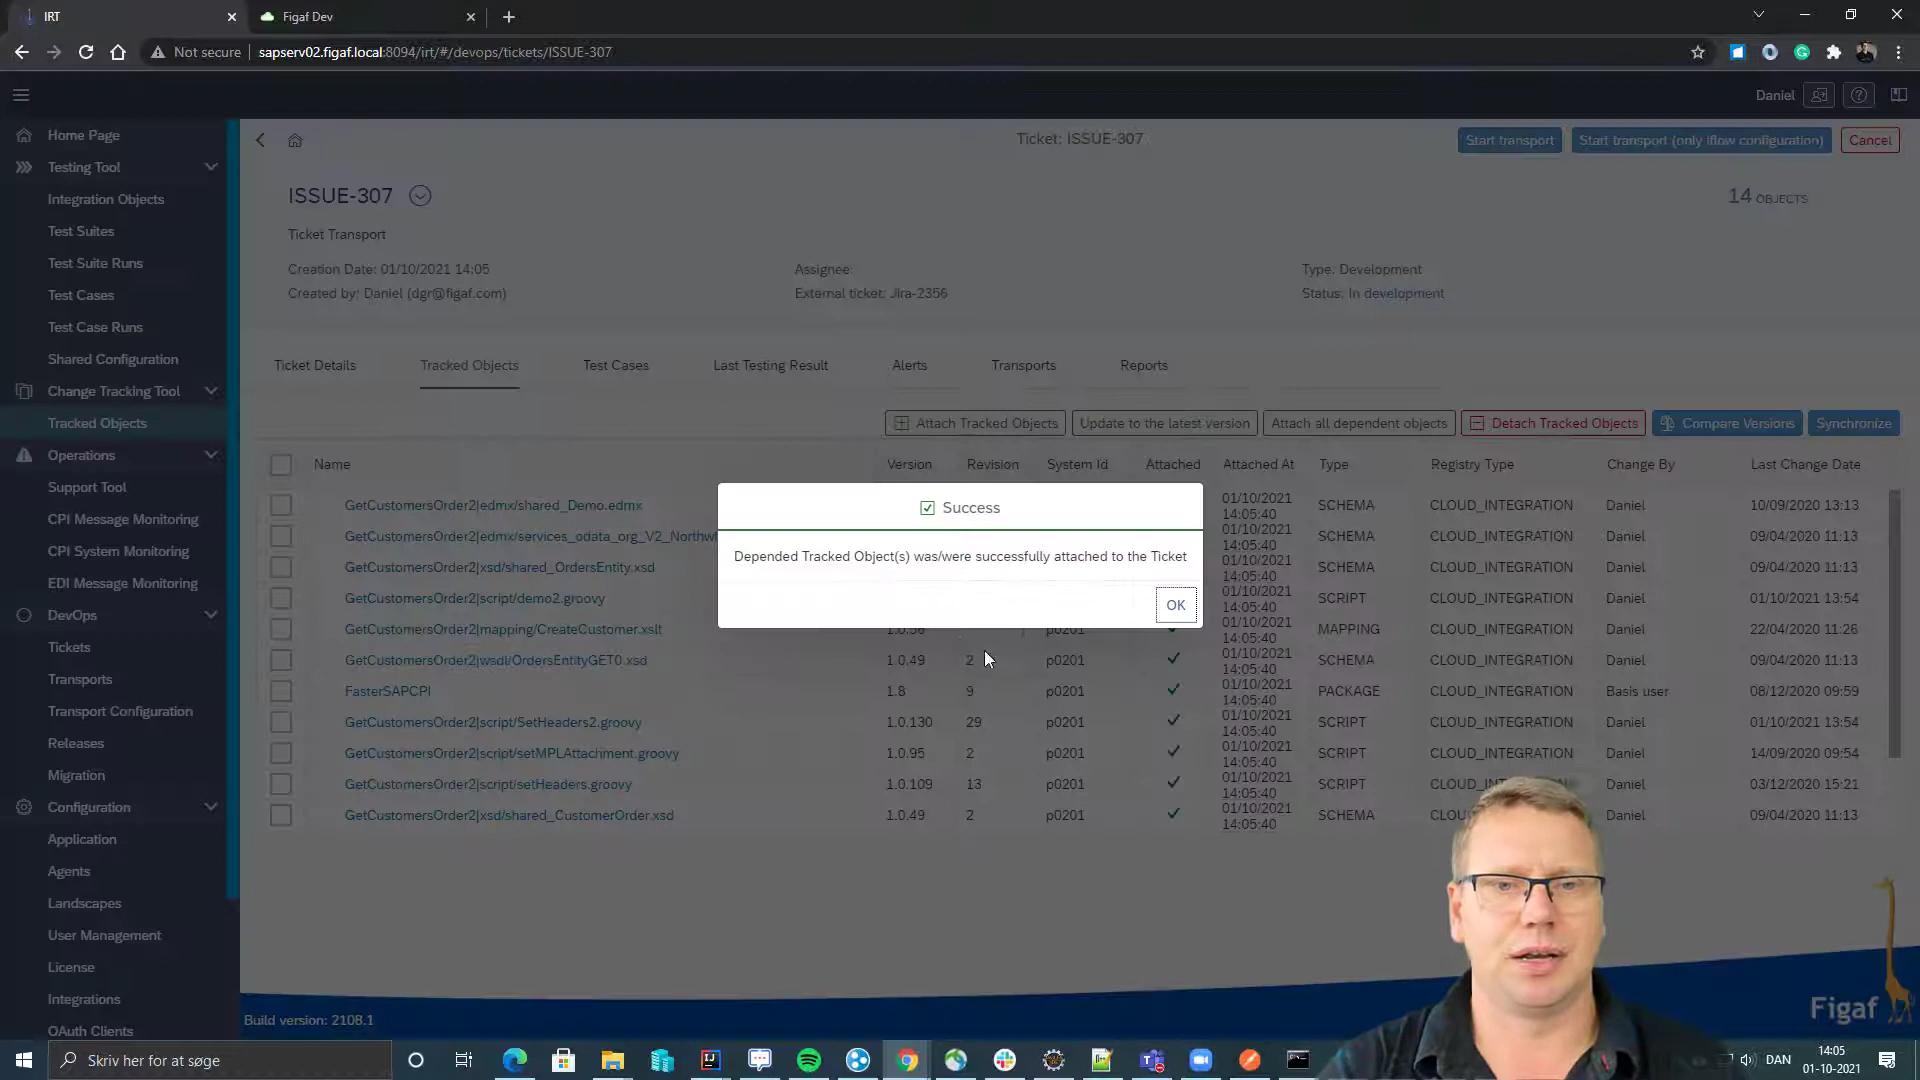 IRT
Figaf Dev
Not secure sapserv02.figaf.local:8094/irt/#/devops/tickets/ISSUE-307
Daniel
Home Page
Testing Tool
Integration Objects
Test Suites
Test Suite Runs
Test Cases
Test Case Runs
Shared Configuration
Change Tracking Tool
Tracked Objects
Operations
Support Tool
CPI Message Monitoring
CPI System Monitoring
EDI Message Monitoring
DevOps
Tickets
Transports
Transport Configuration
Releases
Migration
Configuration
Application
Agents
Landscapes
User Management
License
Integrations
OAuth Clients
Ticket: ISSUE-307
Start transport
Start transport (only iflow configuration)
Cancel
ISSUE-307
14 OBJECTS
Ticket Transport
Creation Date: 01/10/2021 14:05
Assignee:
Type: Development
Created by: Daniel (dgr@figaf.com)
External ticket: Jira-2356
Status: In development
Ticket Details Tracked Objects Test Cases Last Testing Result Alerts Transports Reports
Attach Tracked Objects Update to the latest version Attach all dependent objects Detach Tracked Objects Compare Versions Synchronize
Name Version Revision System Id Attached Attached At Type Registry Type Change By Last Change Date
GetCustomersOrder2|edmx/shared_Demo.edmx 01/10/2021 14:05:40 SCHEMA CLOUD_INTEGRATION Daniel 10/09/2020 13:13
GetCustomersOrder2|edmx/services_odata_org_V2_Northw 01/10/2021 14:05:40 SCHEMA CLOUD_INTEGRATION Daniel 09/04/2020 11:13
GetCustomersOrder2|xsd/shared_OrdersEntity.xsd 01/10/2021 14:05:40 SCHEMA CLOUD_INTEGRATION Daniel 09/04/2020 11:13
GetCustomersOrder2|script/demo2.groovy 01/10/2021 14:05:40 SCRIPT CLOUD_INTEGRATION Daniel 01/10/2021 13:54
GetCustomersOrder2|mapping/CreateCustomer.xslt p0201 01/10/2021 14:05:40 MAPPING CLOUD_INTEGRATION Daniel 22/04/2020 11:26
GetCustomersOrder2|wsdl/OrdersEntityGET0.xsd 1.0.49 2 p0201 01/10/2021 14:05:40 SCHEMA CLOUD_INTEGRATION Daniel 09/04/2020 11:13
FasterSAPCPI 1.8 9 p0201 01/10/2021 14:05:40 PACKAGE CLOUD_INTEGRATION Basis user 08/12/2020 09:59
GetCustomersOrder2|script/SetHeaders2.groovy 1.0.130 29 p0201 01/10/2021 14:05:40 SCRIPT CLOUD_INTEGRATION Daniel 01/10/2021 13:54
GetCustomersOrder2|script/setMPLAttachment.groovy 1.0.95 2 p0201 01/10/2021 14:05:40 SCRIPT CLOUD_INTEGRATION Daniel 14/09/2020 09:54
GetCustomersOrder2|script/setHeaders.groovy 1.0.109 13 p0201 01/10/2021 14:05:40 SCRIPT Daniel 03/12/2020 15:21
GetCustomersOrder2|xsd/shared_CustomerOrder.xsd 1.0.49 2 p0201 01/10/2021 14:05:40 SCHEMA Daniel 09/04/2020 11:13
Success
Depended Tracked Object(s) was/were successfully attached to the Ticket
OK
Build version: 2108.1
Figaf
Skriv her for at søge
DAN
14:05
01-10-2021